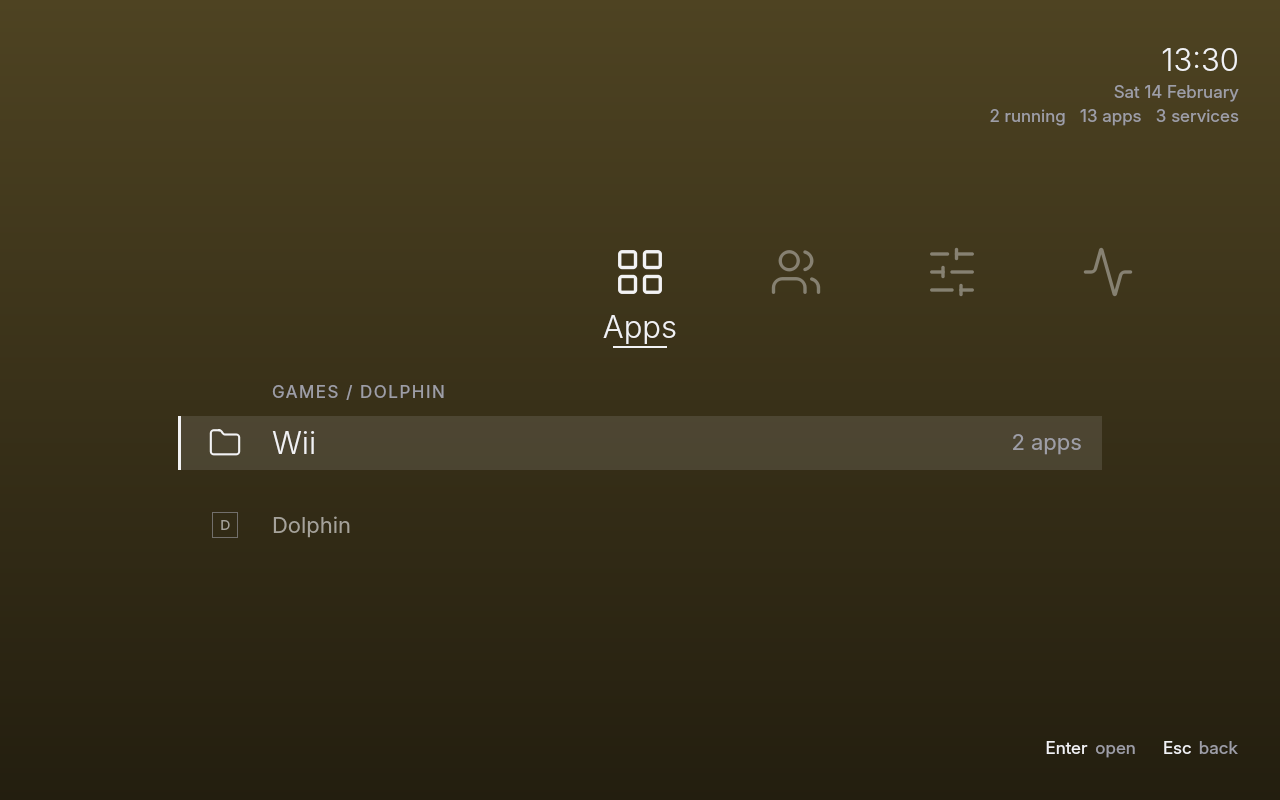 13:30
Sat 14 February
2 running 13 apps 3 services
Apps
GAMES / DOLPHIN
Wii 2 apps
D Dolphin
Enter open Esc back